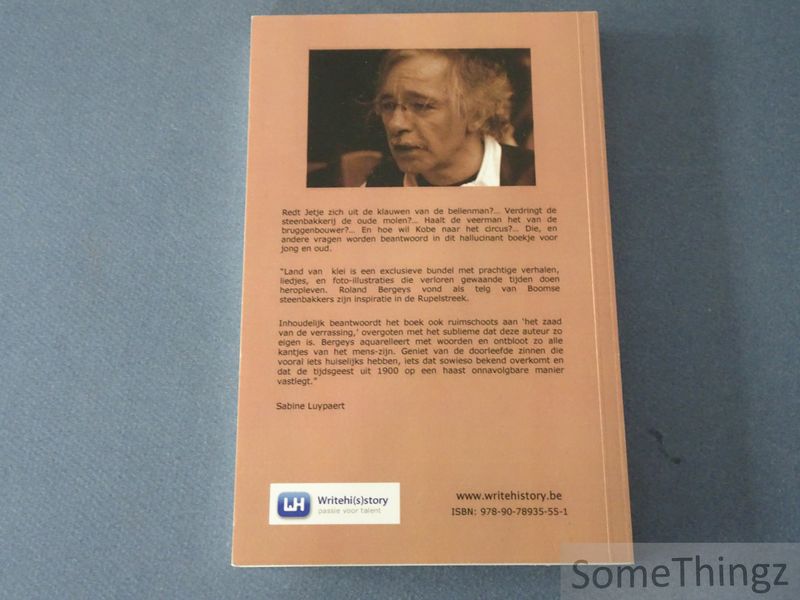 Redt Jetje zich uit de klauwen van de bellenman?... Verdringt de
steenbakkerij de oude molen?... Haalt de veerman het van de
bruggenbouwer?... En hoe wil Kobe naar het circus?... Die, en
andere vragen worden beantwoord in dit hallucinant boekje voor
jong en oud.
"Land van klei is een exclusieve bundel met prachtige verhalen,
liedjes, en foto-illustraties die verloren gewaande tijden doen
heropleven. Roland Bergeys vond als telg van Boomse
steenbakkers zijn inspiratie in de Rupelstreek.
Inhoudelijk beantwoordt het boek ook ruimschoots aan 'het zaad
van de verrassing,' overgoten met het sublieme dat deze auteur zo
eigen is. Bergeys aquarelleert met woorden en ontbloot zo alle
kantjes van het mens-zijn. Geniet van de doorleefde zinnen die
vooral iets huiselijks hebben, iets dat sowieso bekend overkomt en
dat de tijdsgeest uit 1900 op een haast onnavolgbare manier
vastlegt."
Sabine Luypaert
WH
Writehi(s)story
passie voor talent
www.writehistory.be
ISBN: 978-90-78935-55-1
SomeThingz